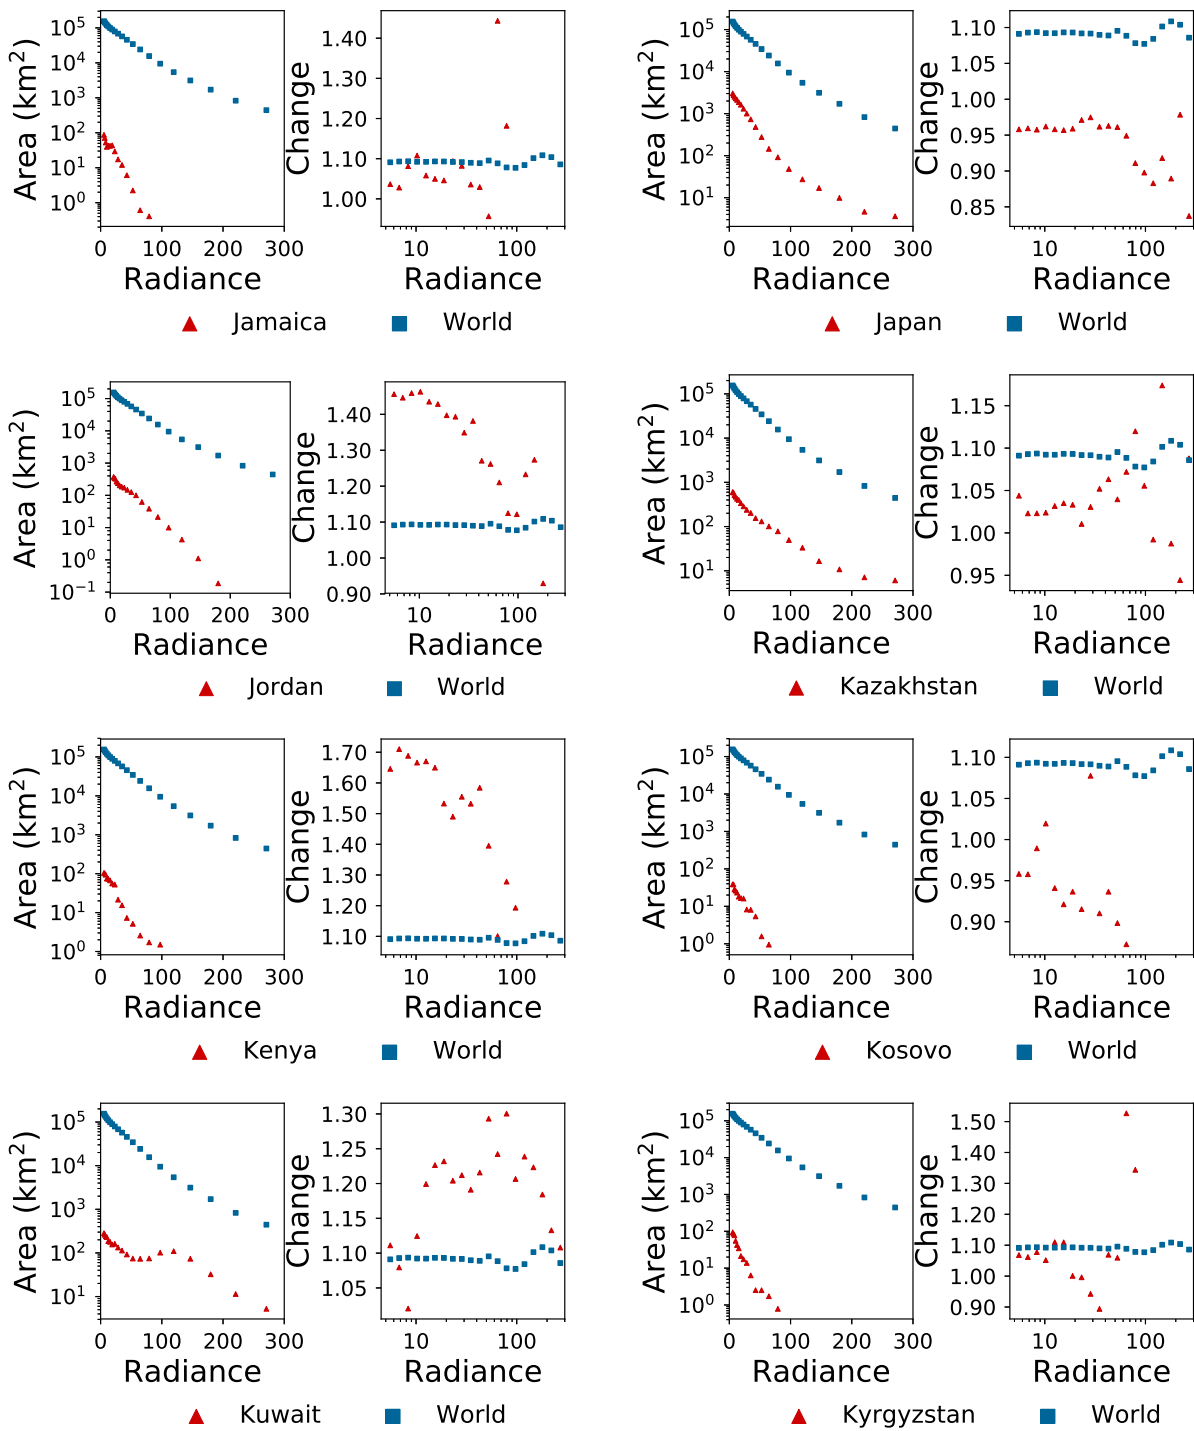 Area (km²)
10⁵
10⁴
10³
10²
10¹
10⁰
0 100 200 300
Radiance
Change
1.40
1.30
1.20
1.10
1.00
10 100
Radiance
Jamaica World
Area (km²)
10⁵
10⁴
10³
10²
10¹
0 100 200 300
Radiance
Change
1.10
1.05
1.00
0.95
0.90
0.85
10 100
Radiance
Japan World
Area (km²)
10⁵
10⁴
10³
10²
10¹
10⁰
10⁻¹
0 100 200 300
Radiance
Change
1.40
1.30
1.20
1.10
1.00
0.90
10 100
Radiance
Jordan World
Area (km²)
10⁵
10⁴
10³
10²
10¹
0 100 200 300
Radiance
Change
1.15
1.10
1.05
1.00
0.95
10 100
Radiance
Kazakhstan World
Area (km²)
10⁵
10⁴
10³
10²
10¹
10⁰
0 100 200 300
Radiance
Change
1.70
1.60
1.50
1.40
1.30
1.20
1.10
10 100
Radiance
Kenya World
Area (km²)
10⁵
10⁴
10³
10²
10¹
10⁰
0 100 200 300
Radiance
Change
1.10
1.05
1.00
0.95
0.90
10 100
Radiance
Kosovo World
Area (km²)
10⁵
10⁴
10³
10²
10¹
0 100 200 300
Radiance
Change
1.30
1.25
1.20
1.15
1.10
1.05
10 100
Radiance
Kuwait World
Area (km²)
10⁵
10⁴
10³
10²
10¹
10⁰
0 100 200 300
Radiance
Change
1.50
1.40
1.30
1.20
1.10
1.00
0.90
10 100
Radiance
Kyrgyzstan World